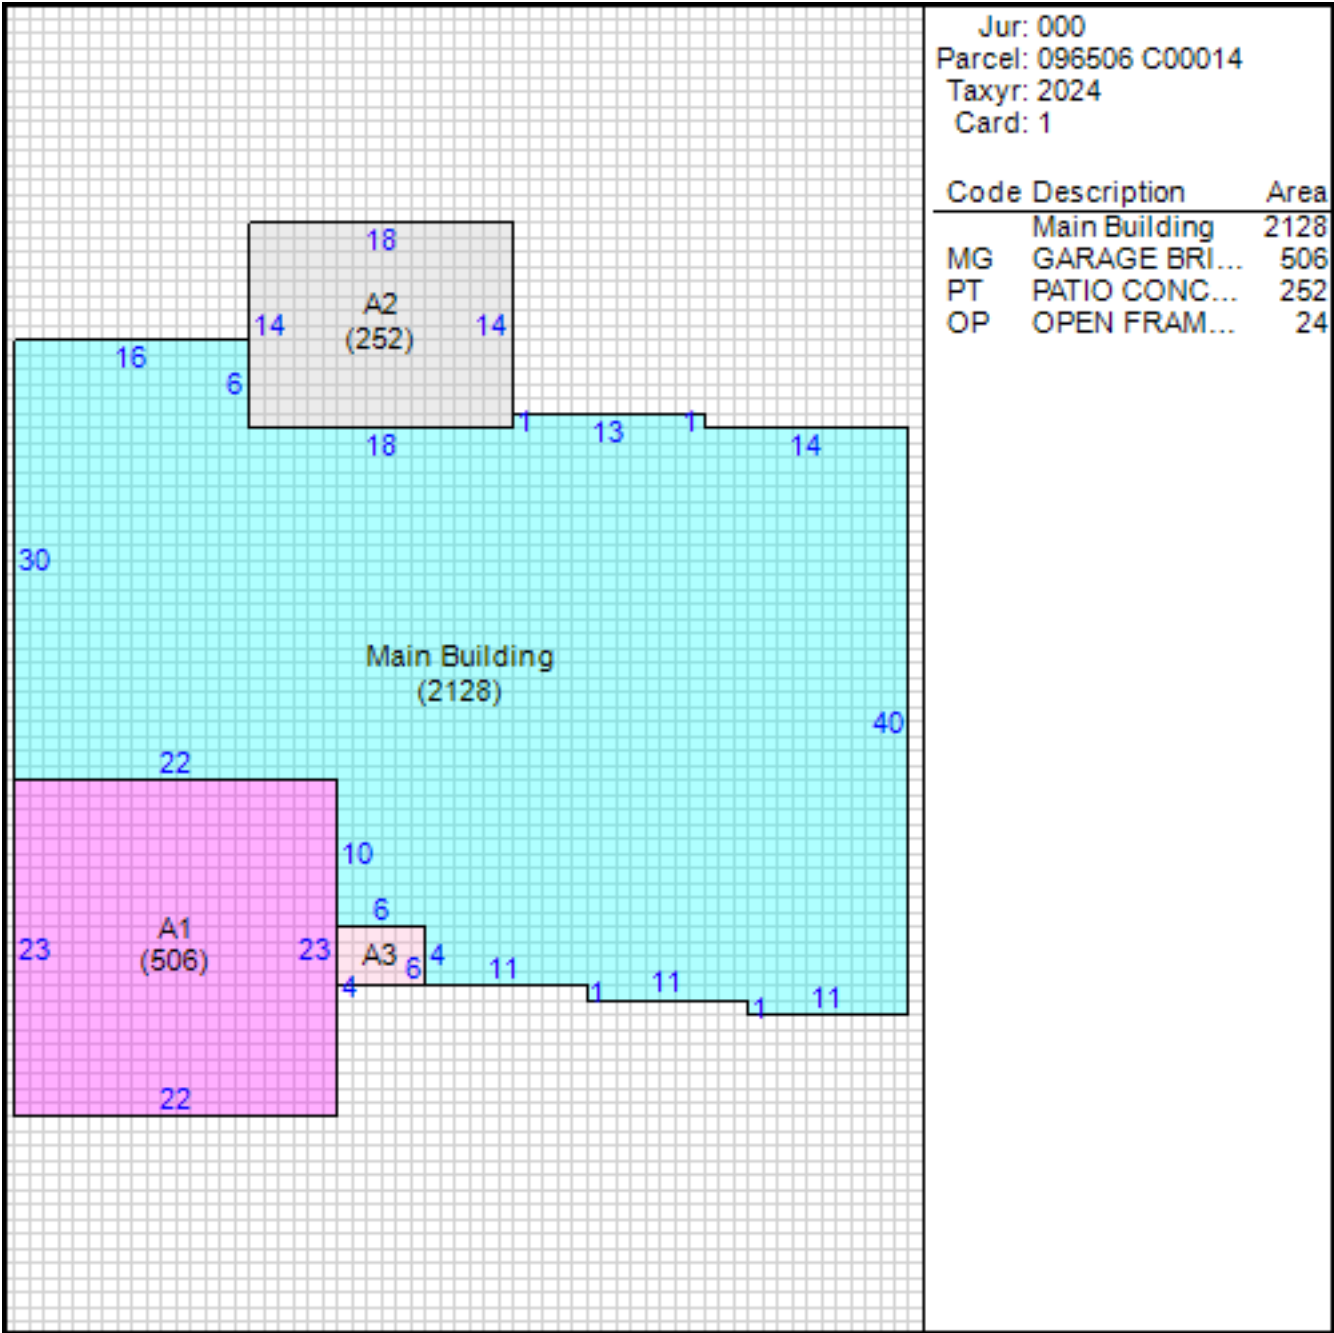 Jur: 000
Parcel: 096506 C00014
Taxyr: 2024
Card: 1
Code Description Area
Main Building 2128
MG GARAGE BRI... 506
PT PATIO CONC... 252
OP OPEN FRAM... 24
18
A2
(252)
14 14
16
6
1 13 1
18
14
30
Main Building
(2128)
40
22
10
6
A1
(506)
23 23
A3
6 4
4
11
1 11
1 11
22